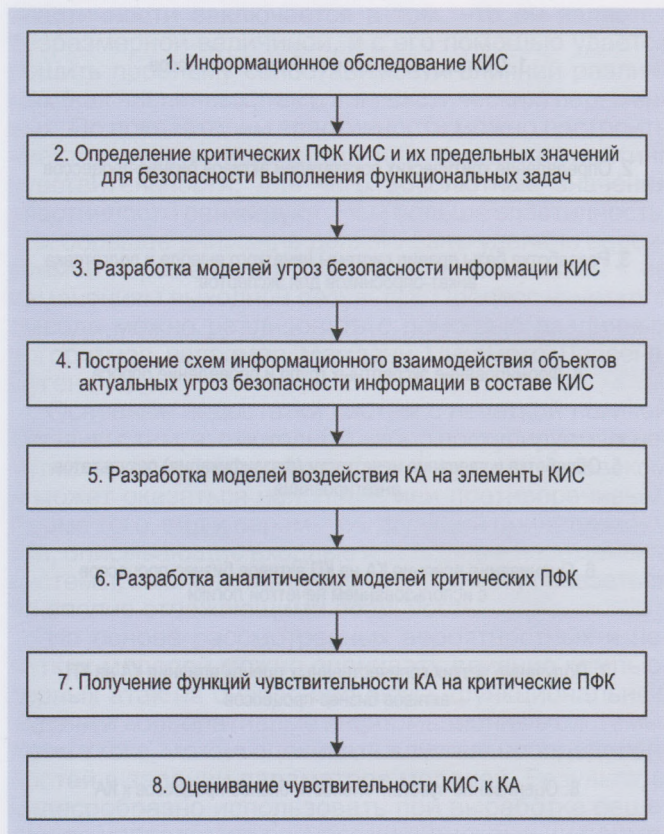 1. Информационное обследование КИС
2. Определение критических ПФК КИС и их предельных значений
для безопасности выполнения функциональных задач
3. Разработка моделей угроз безопасности информации КИС
4. Построение схем информационного взаимодействия объектов
актуальных угроз безопасности информации в составе КИС
5. Разработка моделей воздействия КА на элементы КИС
6. Разработка аналитических моделей критических ПФК
7. Получение функций чувствительности КА на критические ПФК
8. Оценивание чувствительности КИС к КА